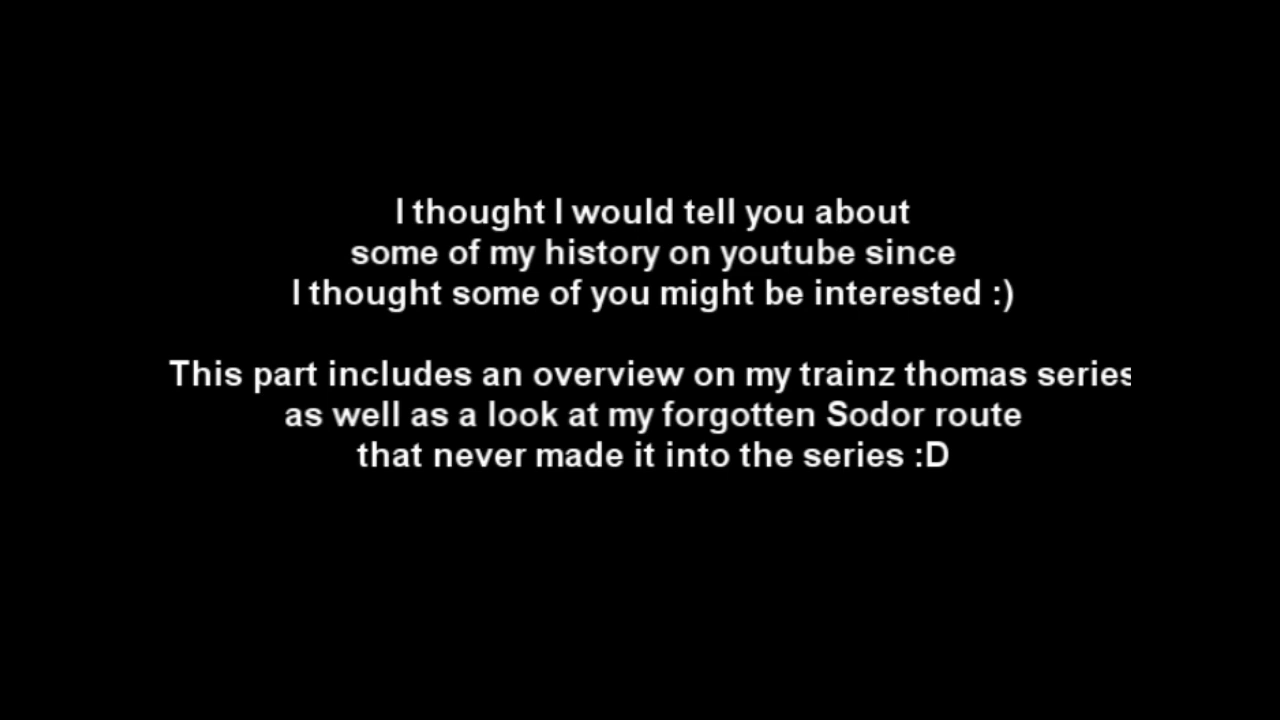 I thought I would tell you about
some of my history on youtube since
I thought some of you might be interested :)
This part includes an overview on my trainz thomas series
as well as a look at my forgotten Sodor route
that never made it into the series :D